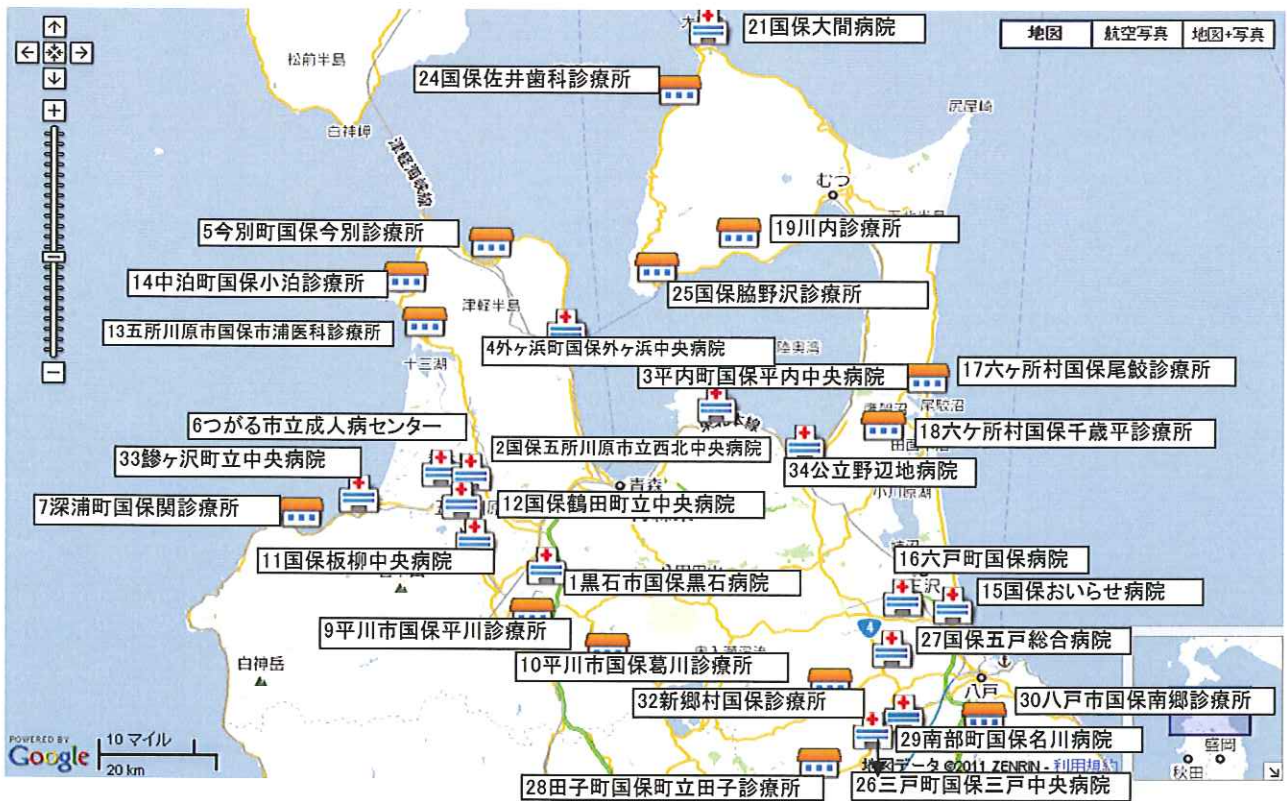 21国保大間病院
地図
航空写真
地図+写真
松前半島
24国保佐井歯科診療所
尻屋崎
白神岬
津軽海峡線
むつ
5今別町国保今別診療所
19川内診療所
14中泊町国保小泊診療所
25国保脇野沢診療所
津軽半島
13五所川原市国保市浦医科診療所
4外ヶ浜町国保外ヶ浜中央病院
陸奥湾
十三湖
3平内町国保平内中央病院
17六ヶ所村国保尾鮫診療所
尾駮沼
6つがる市立成人病センター
18六ケ所村国保千歳平診療所
2国保五所川原市立西北中央病院
33鰺ヶ沢町立中央病院
34公立野辺地病院
青森
小川原湖
7深浦町国保関診療所
12国保鶴田町立中央病院
11国保板柳中央病院
16六戸町国保病院
1黒石市国保黒石病院
15国保おいらせ病院
9平川市国保平川診療所
4
27国保五戸総合病院
白神岳
10平川市国保葛川診療所
八戸
32新郷村国保診療所
30八戸市国保南郷診療所
29南部町国保名川病院
POWERED BY
Google
10 マイル
20 km
盛岡
秋田
地図データ ©2011 ZENRIN - 利用規約
28田子町国保町立田子診療所
26三戸町国保三戸中央病院